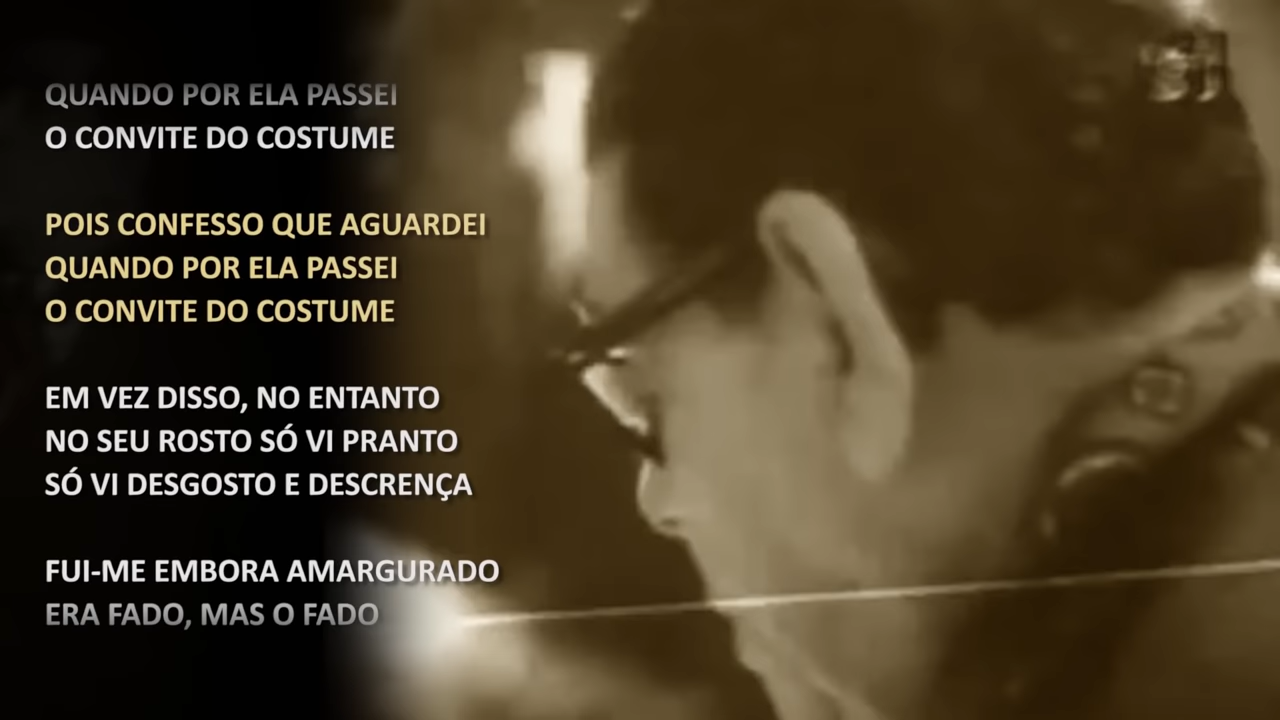 QUANDO POR ELA PASSEI
O CONVITE DO COSTUME
POIS CONFESSO QUE AGUARDEI
QUANDO POR ELA PASSEI
O CONVITE DO COSTUME
EM VEZ DISSO, NO ENTANTO
NO SEU ROSTO SÓ VI PRANTO
SÓ VI DESGOSTO E DESCRENÇA
FUI-ME EMBORA AMARGURADO
ERA FADO, MAS O FADO